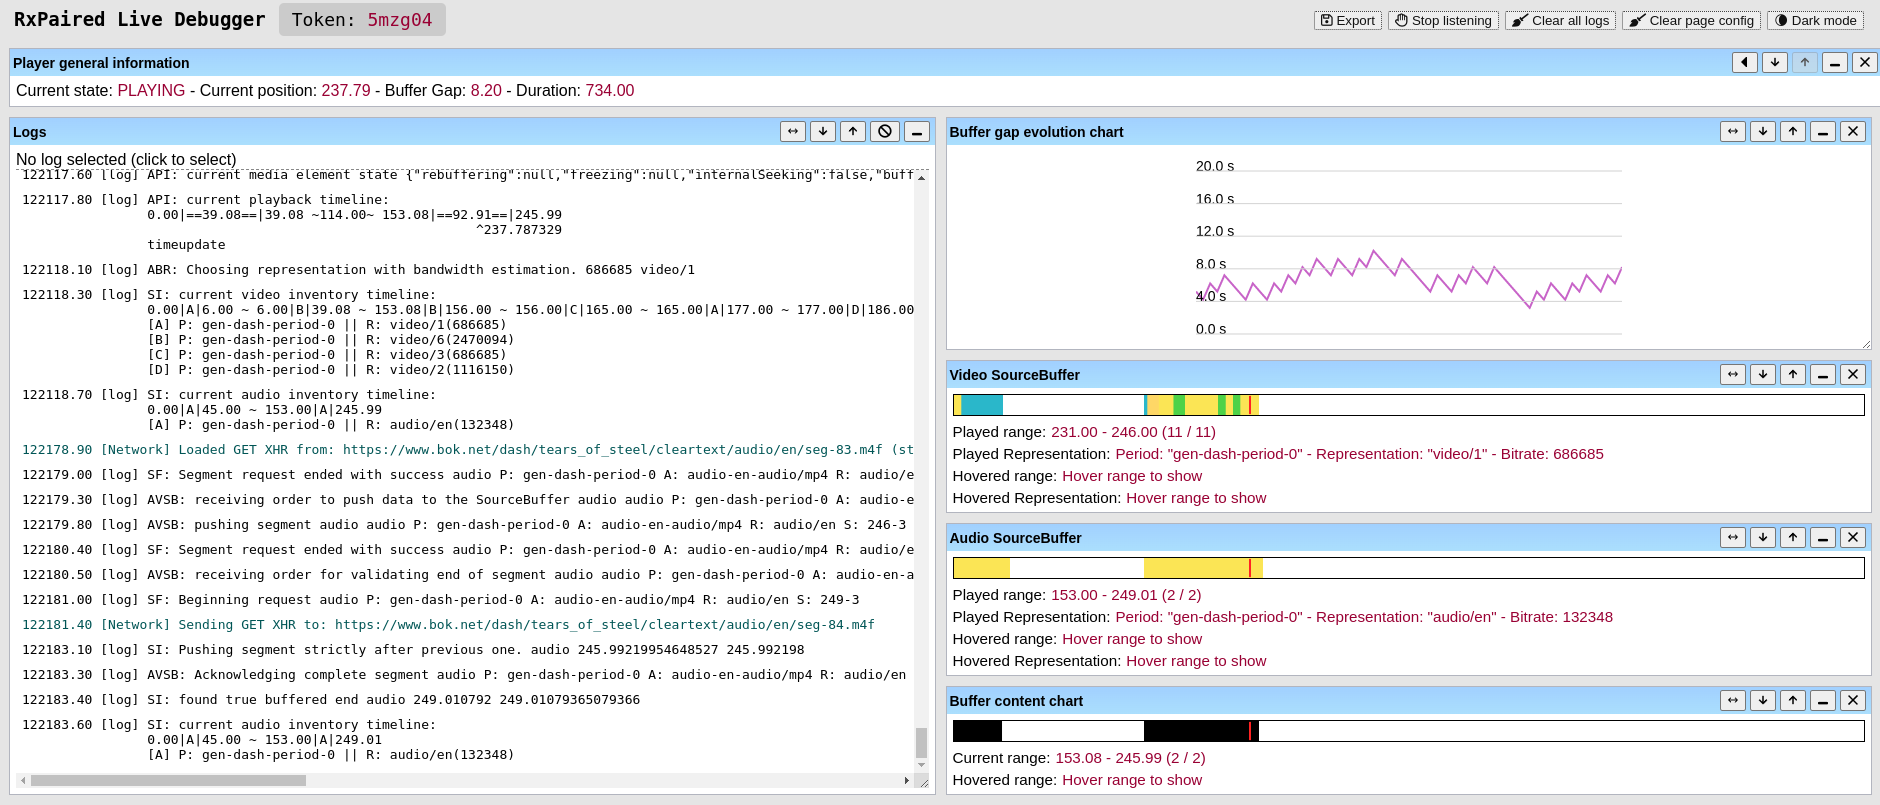 RxPaired Live Debugger Token: 5mzg04 Export Stop listening Clear all logs Clear page config Dark mode
Player general information
Current state: PLAYING - Current position: 237.79 - Buffer Gap: 8.20 - Duration: 734.00
Logs
No log selected (click to select)
122117.60 [log] API: current media element state {"rebuffering":null,"freezing":null,"internalSeeking":false,"buff
122117.80 [log] API: current playback timeline:
0.00|==39.08==|39.08 ~114.00~ 153.08|==92.91==|245.99
^237.787329
timeupdate
122118.10 [log] ABR: Choosing representation with bandwidth estimation. 686685 video/1
122118.30 [log] SI: current video inventory timeline:
0.00|A|6.00 ~ 6.00|B|39.08 ~ 153.08|B|156.00 ~ 156.00|C|165.00 ~ 165.00|A|177.00 ~ 177.00|D|186.00
[A] P: gen-dash-period-0 || R: video/1(686685)
[B] P: gen-dash-period-0 || R: video/6(2470094)
[C] P: gen-dash-period-0 || R: video/3(686685)
[D] P: gen-dash-period-0 || R: video/2(1116150)
122118.70 [log] SI: current audio inventory timeline:
0.00|A|45.00 ~ 153.00|A|245.99
[A] P: gen-dash-period-0 || R: audio/en(132348)
122178.90 [Network] Loaded GET XHR from: https://www.bok.net/dash/tears_of_steel/cleartext/audio/en/seg-83.m4f (st
122179.00 [log] SF: Segment request ended with success audio P: gen-dash-period-0 A: audio-en-audio/mp4 R: audio/e
122179.30 [log] AVSB: receiving order to push data to the SourceBuffer audio audio P: gen-dash-period-0 A: audio-e
122179.80 [log] AVSB: pushing segment audio audio P: gen-dash-period-0 A: audio-en-audio/mp4 R: audio/en S: 246-3
122180.40 [log] SF: Segment request ended with success audio P: gen-dash-period-0 A: audio-en-audio/mp4 R: audio/e
122180.50 [log] AVSB: receiving order for validating end of segment audio audio P: gen-dash-period-0 A: audio-en-a
122181.00 [log] SF: Beginning request audio P: gen-dash-period-0 A: audio-en-audio/mp4 R: audio/en S: 249-3
122181.40 [Network] Sending GET XHR to: https://www.bok.net/dash/tears_of_steel/cleartext/audio/en/seg-84.m4f
122183.10 [log] SI: Pushing segment strictly after previous one. audio 245.99219954648527 245.992198
122183.30 [log] AVSB: Acknowledging complete segment audio P: gen-dash-period-0 A: audio-en-audio/mp4 R: audio/en
122183.40 [log] SI: found true buffered end audio 249.010792 249.01079365079366
122183.60 [log] SI: current audio inventory timeline:
0.00|A|45.00 ~ 153.00|A|249.01
[A] P: gen-dash-period-0 || R: audio/en(132348)
Buffer gap evolution chart
20.0 s
16.0 s
12.0 s
8.0 s
4.0 s
0.0 s
Video SourceBuffer
Played range: 231.00 - 246.00 (11 / 11)
Played Representation: Period: "gen-dash-period-0" - Representation: "video/1" - Bitrate: 686685
Hovered range: Hover range to show
Hovered Representation: Hover range to show
Audio SourceBuffer
Played range: 153.00 - 249.01 (2 / 2)
Played Representation: Period: "gen-dash-period-0" - Representation: "audio/en" - Bitrate: 132348
Hovered range: Hover range to show
Hovered Representation: Hover range to show
Buffer content chart
Current range: 153.08 - 245.99 (2 / 2)
Hovered range: Hover range to show